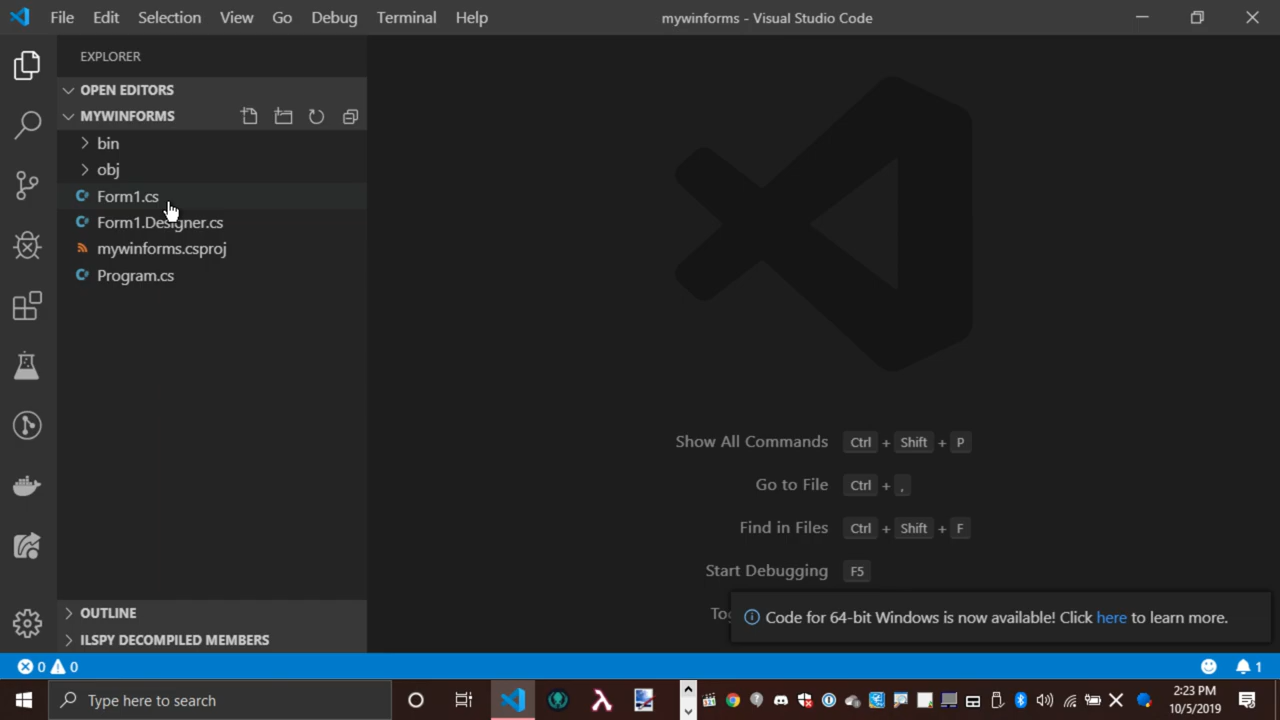 File Edit Selection View Go Debug Terminal Help
mywinforms - Visual Studio Code
EXPLORER
OPEN EDITORS
MYWINFORMS
bin
obj
Form1.cs
Form1.Designer.cs
mywinforms.csproj
Program.cs
OUTLINE
ILSPY DECOMPILED MEMBERS
Show All Commands Ctrl + Shift + P
Go to File Ctrl + ,
Find in Files Ctrl + Shift + F
Start Debugging F5
Code for 64-bit Windows is now available! Click here to learn more.
0 0
1
Type here to search
2:23 PM
10/5/2019